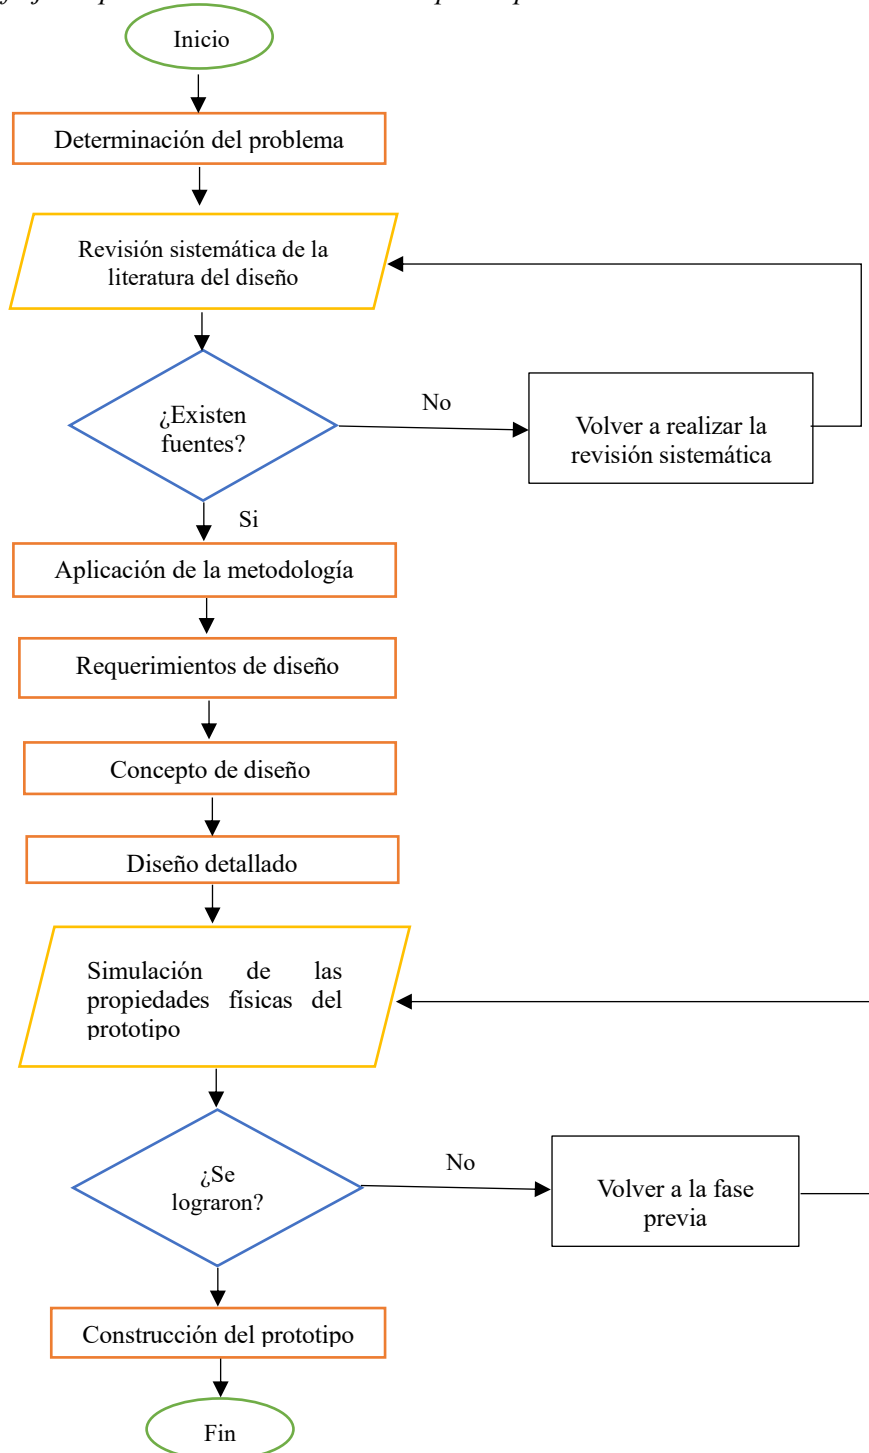 Inicio
Determinación del problema
Revisión sistemática de la
literatura del diseño
¿Existen
fuentes?
No
Volver a realizar la
revisión sistemática
Si
Aplicación de la metodología
Requerimientos de diseño
Concepto de diseño
Diseño detallado
Simulación de las
propiedades físicas del
prototipo
¿Se
lograron?
No
Volver a la fase
previa
Construcción del prototipo
Fin